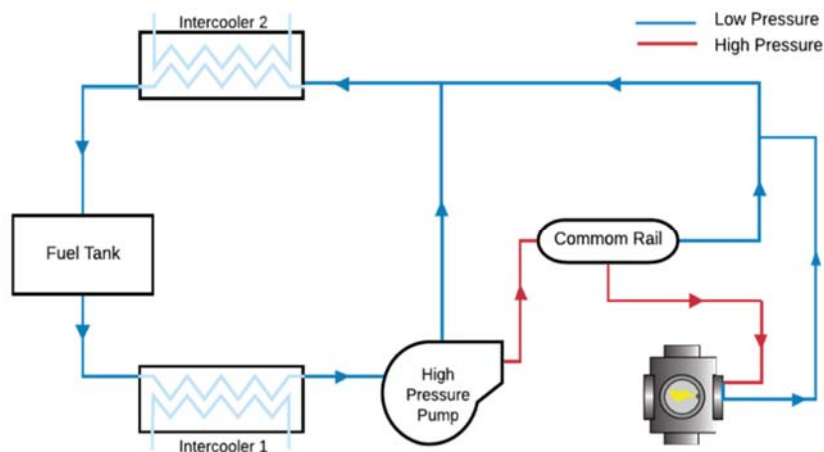 Intercooler 2
Low Pressure
High Pressure
Fuel Tank
Commom Rail
High
Pressure
Pump
Intercooler 1